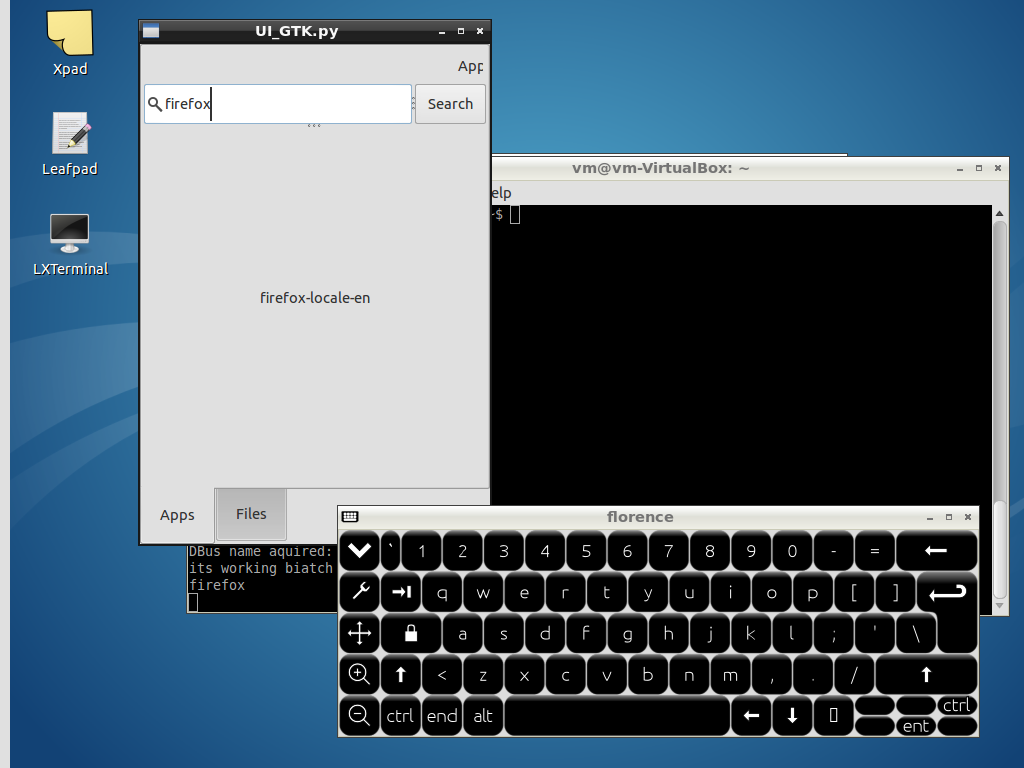 Xpad
Leafpad
LXTerminal
UI_GTK.py
App
firefox
Search
firefox-locale-en
Apps
Files
vm@vm-VirtualBox: ~
elp
~$
DBus name aquired:
its working biatch
firefox
florence
` 1 2 3 4 5 6 7 8 9 0 - =
q w e r t y u i o p [ ]
a s d f g h j k l ; ' \
< z x c v b n m , . /
ctrl end alt
ctrl
ent